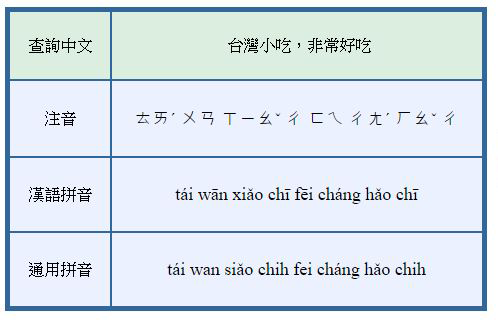 查詢中文 台灣小吃，非常好吃
注音 ㄊㄞˊ ㄨㄢ ㄒㄧㄠˇ ㄔ ㄈㄟ ㄔㄤˊ ㄏㄠˇ ㄔ
漢語拼音 tái wān xiǎo chī fēi cháng hǎo chī
通用拼音 tái wan siǎo chih fei cháng hǎo chih